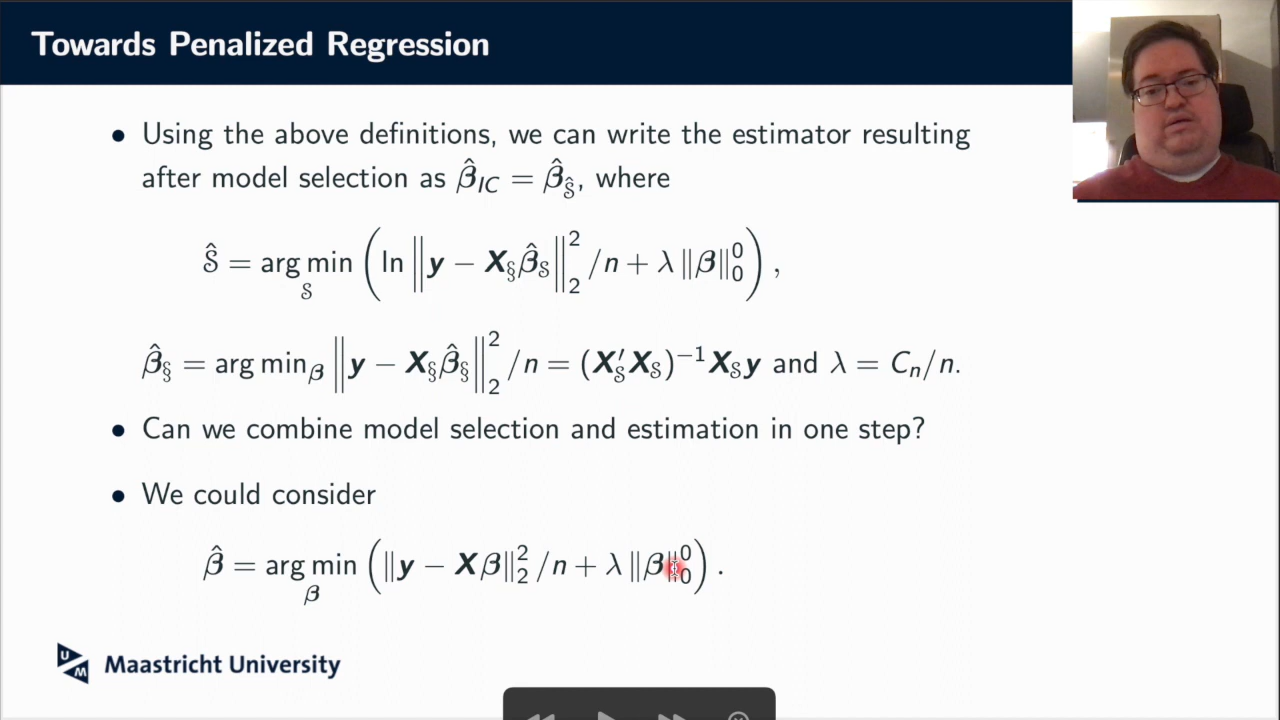 Towards Penalized Regression
• Using the above definitions, we can write the estimator resulting
after model selection as β̂_IC = β̂_Ŝ, where
Ŝ = arg min_S ( ln ‖y − X_S β̂_S‖₂² /n + λ ‖β‖₀⁰ ) ,
β̂_S = arg min_β ‖y − X_S β̂_S‖₂² /n = (X′_S X_S)⁻¹ X_S y and λ = C_n/n.
• Can we combine model selection and estimation in one step?
• We could consider
β̂ = arg min_β ( ‖y − Xβ‖₂² /n + λ ‖β‖₀⁰ ) .
UM Maastricht University